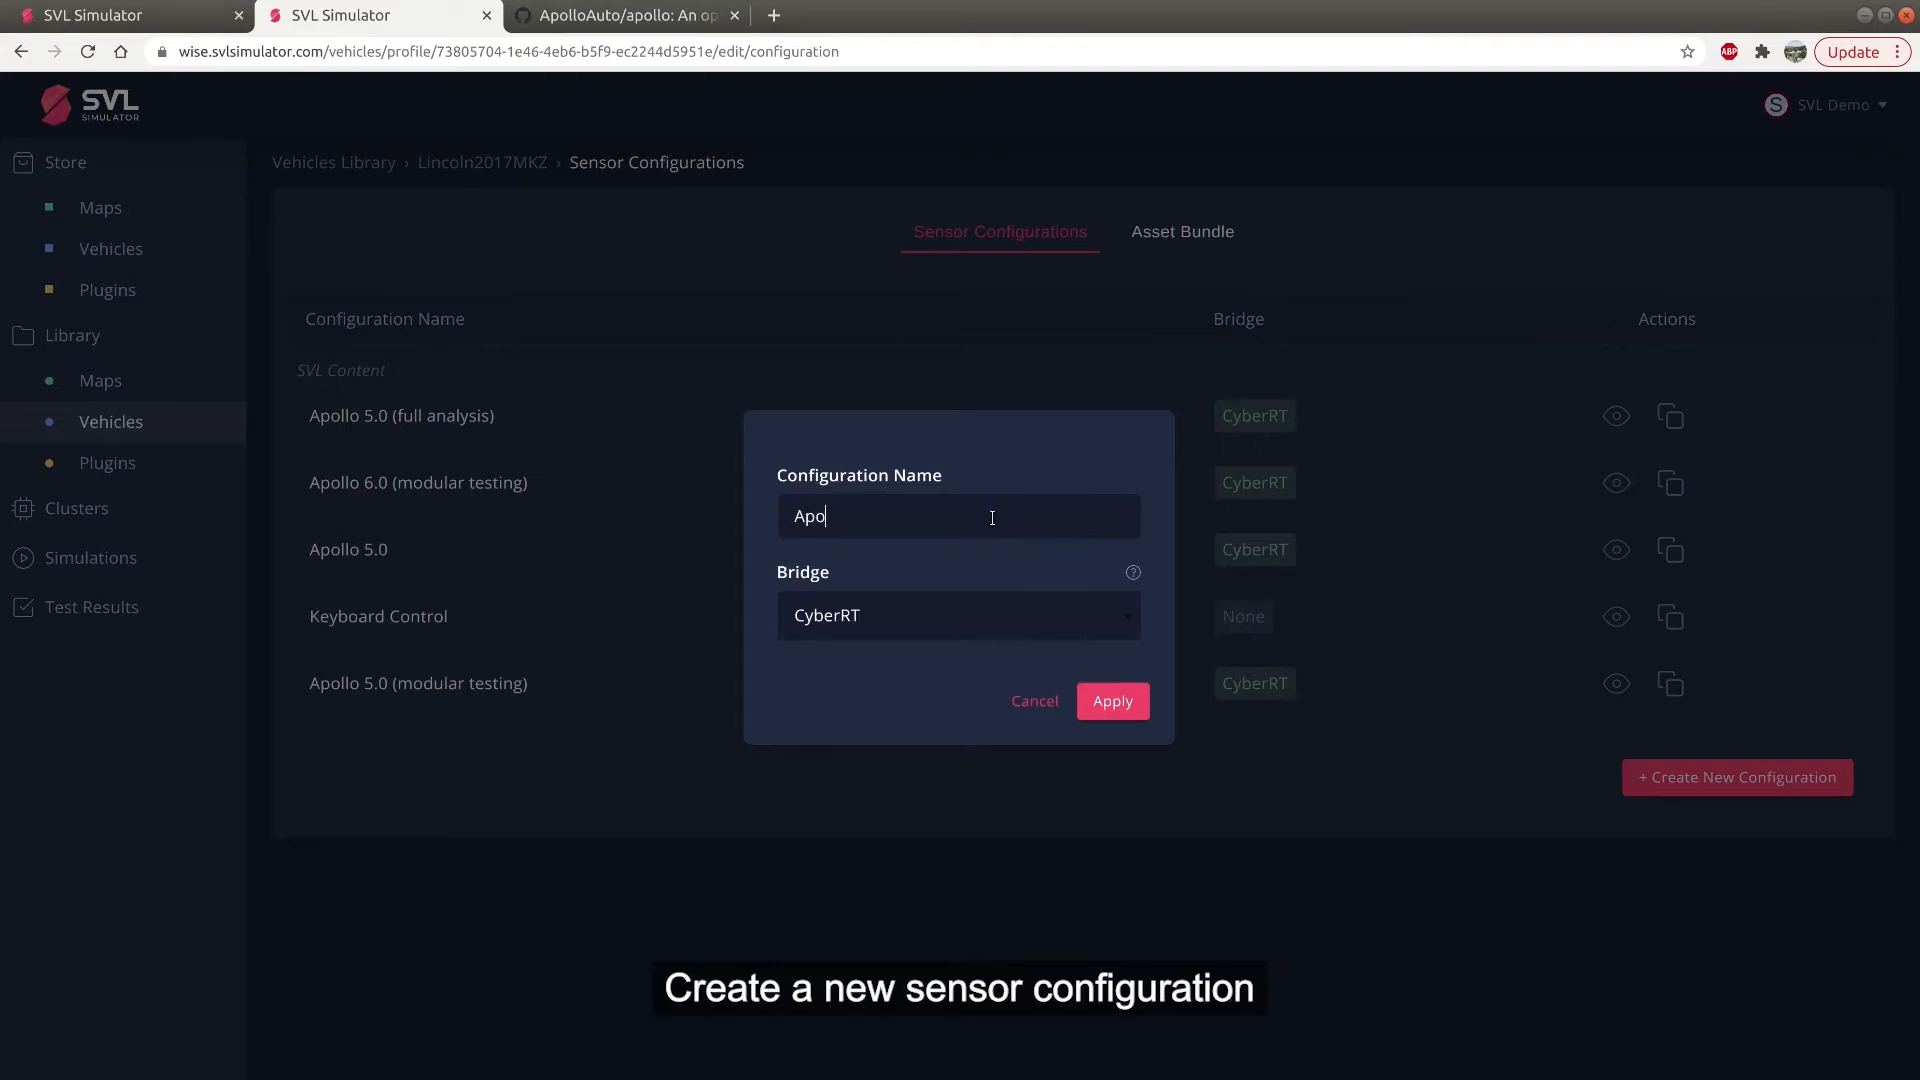 SVL Simulator
SVL Simulator
ApolloAuto/apollo: An op
wise.svlsimulator.com/vehicles/profile/73805704-1e46-4eb6-b5f9-ec2244d5951e/edit/configuration
ABP
Update
SVL
SIMULATOR
S SVL Demo
Store
Maps
Vehicles
Plugins
Library
Maps
Vehicles
Plugins
Clusters
Simulations
Test Results
Vehicles Library › Lincoln2017MKZ › Sensor Configurations
Sensor Configurations Asset Bundle
Configuration Name Bridge Actions
SVL Content
Apollo 5.0 (full analysis) CyberRT
Apollo 6.0 (modular testing) CyberRT
Apollo 5.0 CyberRT
Keyboard Control None
Apollo 5.0 (modular testing) CyberRT
+ Create New Configuration
Configuration Name
Apo
Bridge ?
CyberRT
Cancel Apply
Create a new sensor configuration